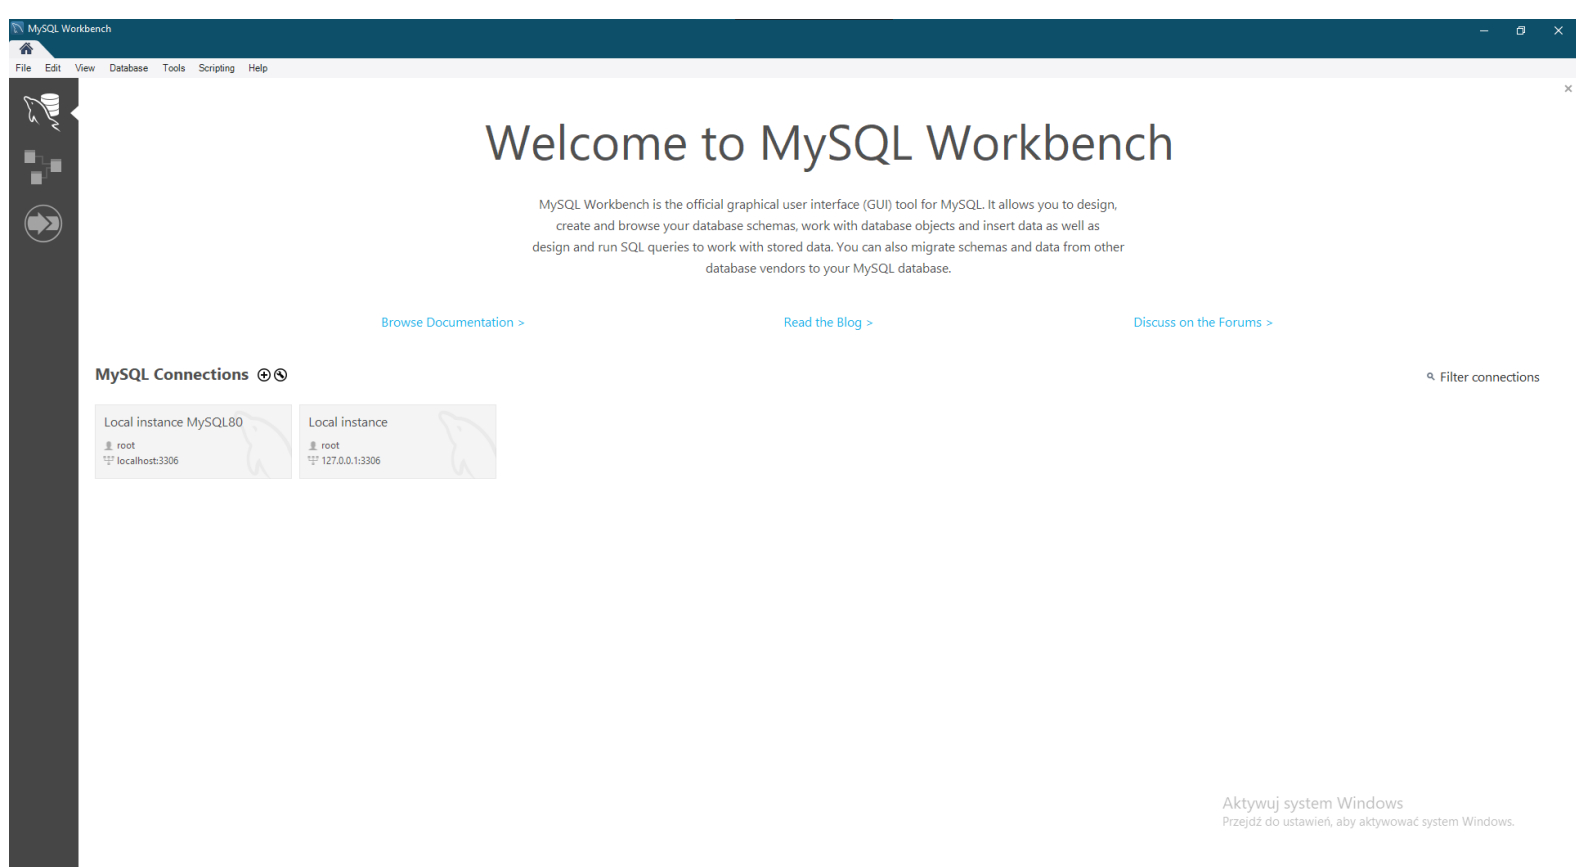 MySQL Workbench
File Edit View Database Tools Scripting Help
Welcome to MySQL Workbench
MySQL Workbench is the official graphical user interface (GUI) tool for MySQL. It allows you to design,
create and browse your database schemas, work with database objects and insert data as well as
design and run SQL queries to work with stored data. You can also migrate schemas and data from other
database vendors to your MySQL database.
Browse Documentation > Read the Blog > Discuss on the Forums >
MySQL Connections Filter connections
Local instance MySQL80
root
localhost:3306
Local instance
root
127.0.0.1:3306
Aktywuj system Windows
Przejdź do ustawień, aby aktywować system Windows.